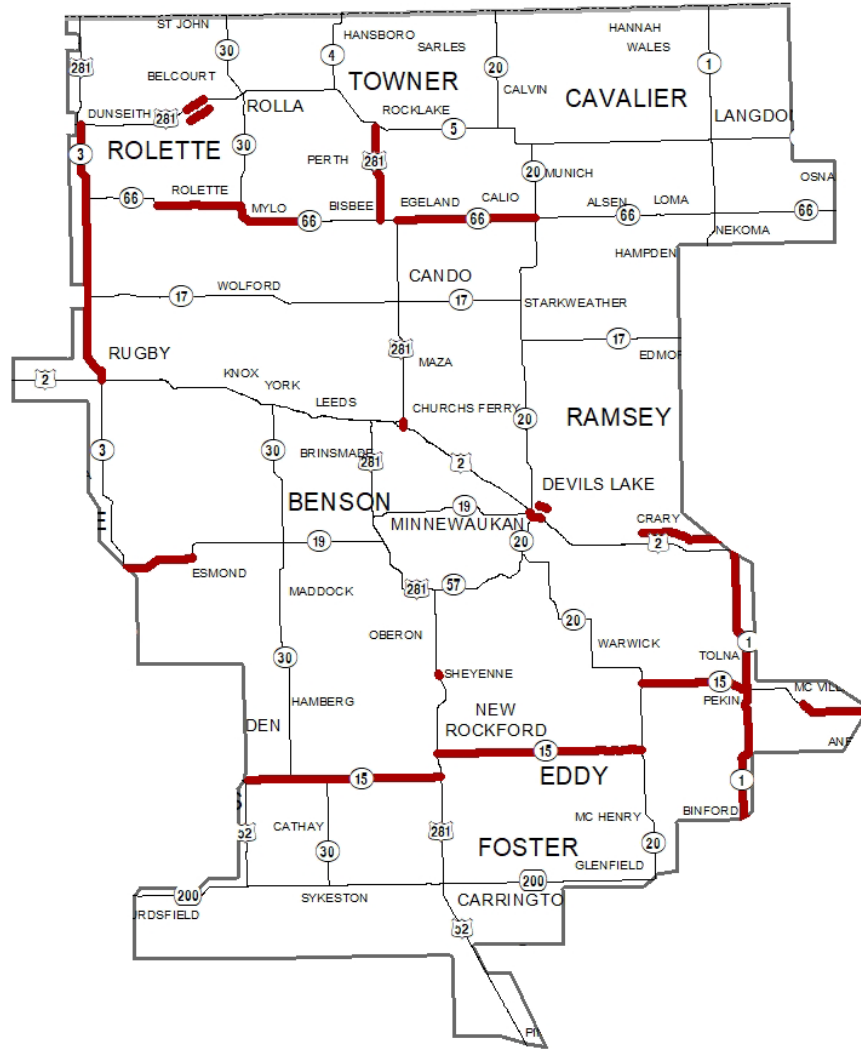 ST JOHN
HANSBORO
HANNAH
30
SARLES
WALES
4
281
20
1
BELCOURT
TOWNER
CALVIN
CAVALIER
ROLLA
DUNSEITH
281
ROCKLAKE
LANGDO
5
3
ROLETTE
30
PERTH
281
20
MUNICH
OSNA
66
ROLETTE
MYLO
66
BISBEE
EGELAND
CALIO
66
ALSEN
LOMA
66
66
NEKOMA
HAMPDEN
CANDO
17
WOLFORD
17
STARKWEATHER
17
RUGBY
281
MAZA
EDMO
2
KNOX
YORK
LEEDS
CHURCHS FERRY
20
RAMSEY
3
30
BRINSMADE
281
2
DEVILS LAKE
BENSON
19
MINNEWAUKAN
CRARY
E
19
20
2
ESMOND
MADDOCK
281
57
OBERON
20
WARWICK
TOLNA
1
30
SHEYENNE
15
MC VILL
HAMBERG
PEKIN
DEN
NEW
ROCKFORD
ANE
15
15
EDDY
1
52
CATHAY
281
MC HENRY
BINFORD
30
FOSTER
20
GLENFIELD
200
200
SYKESTON
CARRINGTO
URDSFIELD
52